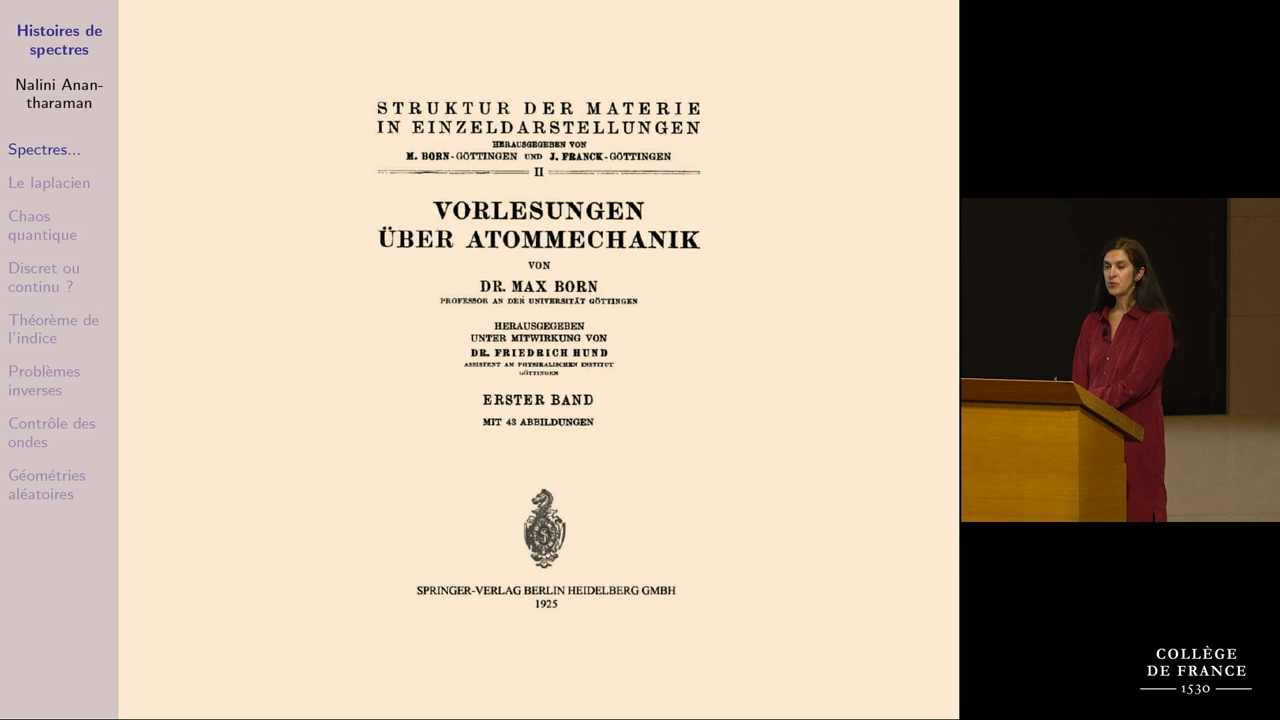 Histoires de
spectres
Nalini Anan-
tharaman
Spectres...
Le laplacien
Chaos
quantique
Discret ou
continu ?
Théorème de
l'indice
Problèmes
inverses
Contrôle des
ondes
Géométries
aléatoires
STRUKTUR DER MATERIE
IN EINZELDARSTELLUNGEN
HERAUSGEGEBEN VON
M. BORN-GÖTTINGEN UND J. FRANCK-GÖTTINGEN
II
VORLESUNGEN
ÜBER ATOMMECHANIK
VON
DR. MAX BORN
PROFESSOR AN DER UNIVERSITÄT GÖTTINGEN
HERAUSGEGEBEN
UNTER MITWIRKUNG VON
DR. FRIEDRICH HUND
ASSISTENT AM PHYSIKALISCHEN INSTITUT
GÖTTINGEN
ERSTER BAND
MIT 43 ABBILDUNGEN
SPRINGER-VERLAG BERLIN HEIDELBERG GMBH
1925
COLLÈGE
DE FRANCE
1530